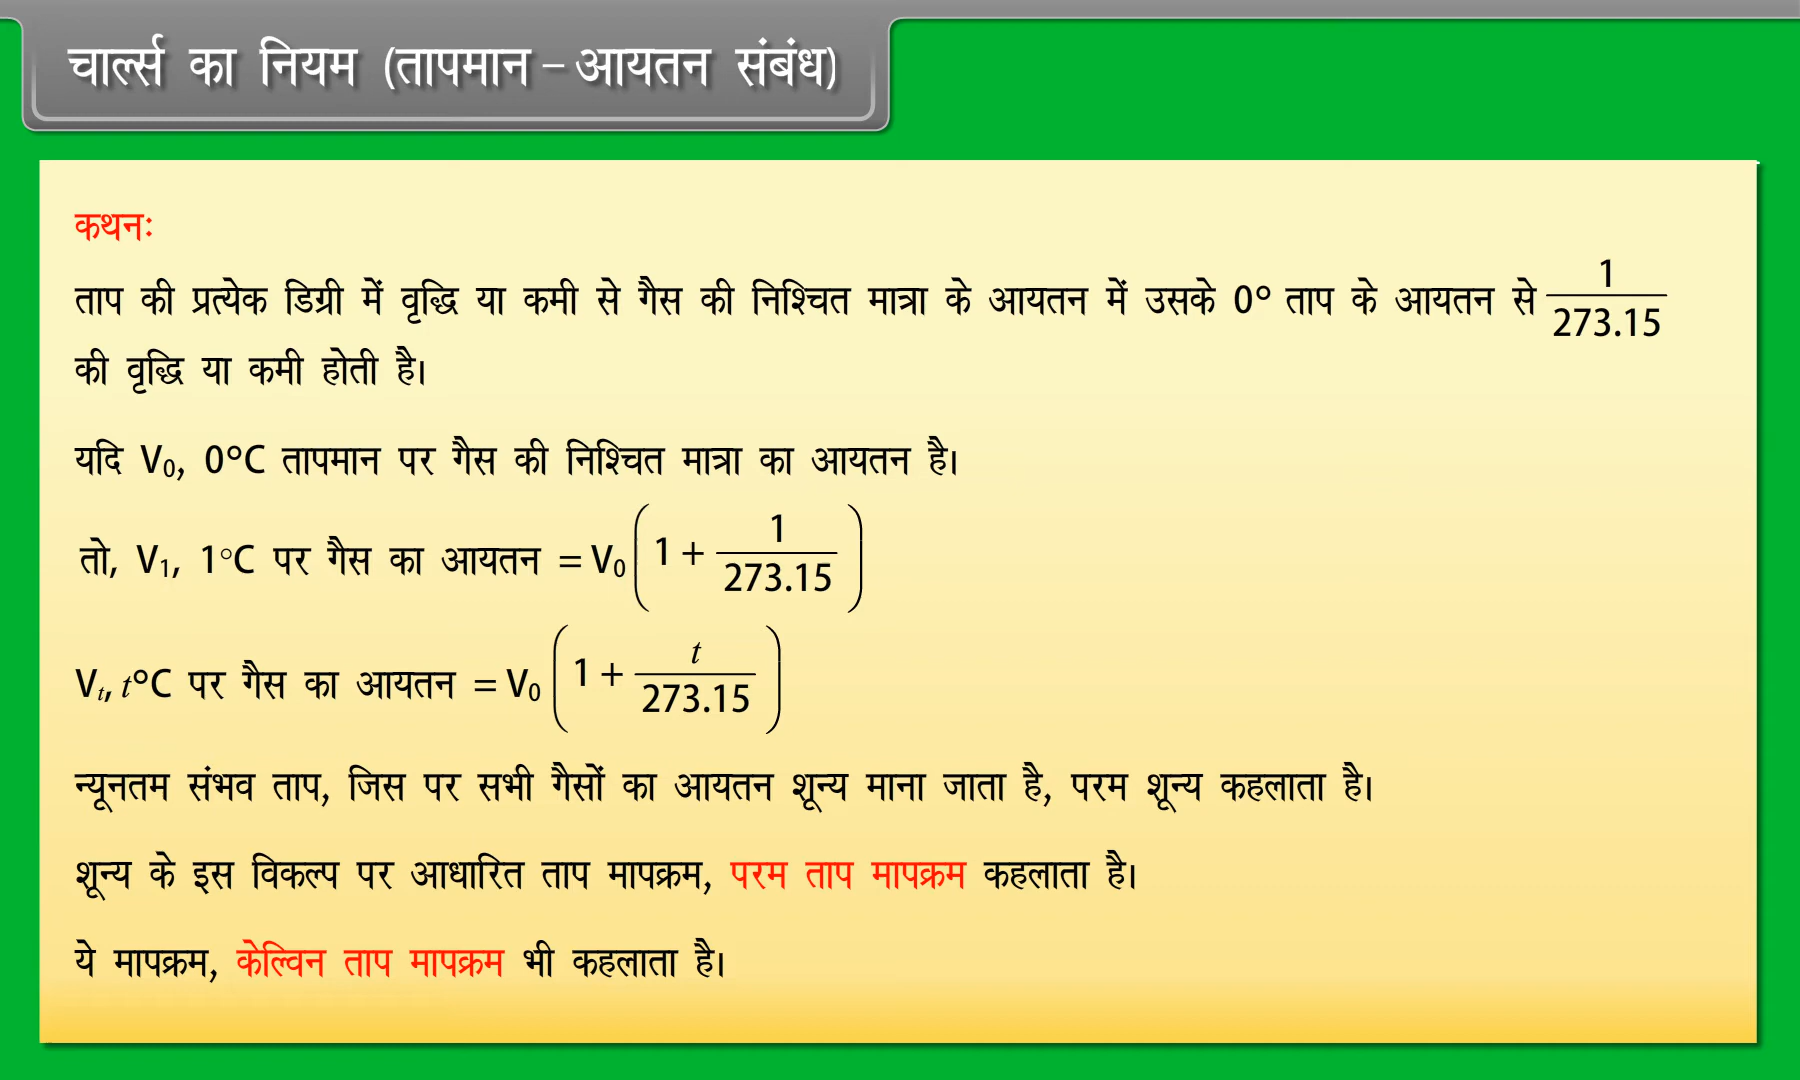 चार्ल्स का नियम (तापमान – आयतन संबंध)
कथनः
ताप की प्रत्येक डिग्री में वृद्धि या कमी से गैस की निश्चित मात्रा के आयतन में उसके 0° ताप के आयतन से 1/273.15
की वृद्धि या कमी होती है।
यदि V₀, 0°C तापमान पर गैस की निश्चित मात्रा का आयतन है।
तो, V₁, 1°C पर गैस का आयतन = V₀ (1 + 1/273.15)
Vₜ, t°C पर गैस का आयतन = V₀ (1 + t/273.15)
न्यूनतम संभव ताप, जिस पर सभी गैसों का आयतन शून्य माना जाता है, परम शून्य कहलाता है।
शून्य के इस विकल्प पर आधारित ताप मापक्रम, परम ताप मापक्रम कहलाता है।
ये मापक्रम, केल्विन ताप मापक्रम भी कहलाता है।